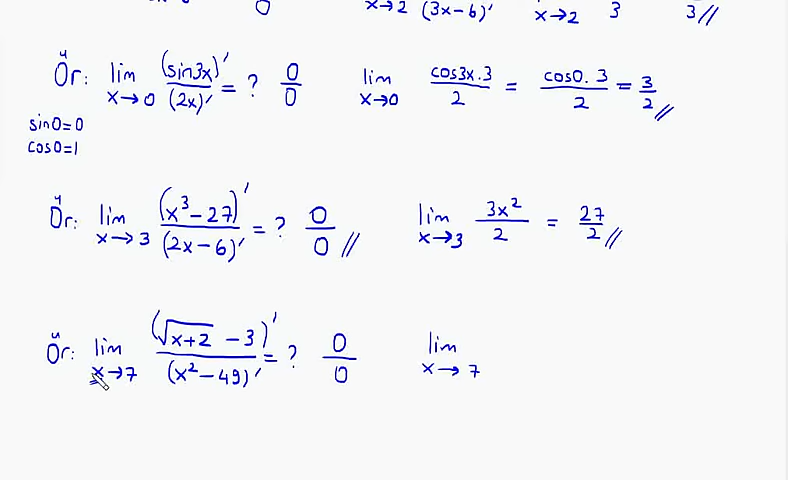 0 x→2 (3x-6)' x→2 3 3//
Ör: lim x→0 (sin3x)'/(2x)' = ? 0/0 lim x→0 cos3x.3/2 = cos0.3/2 = 3/2//
sin0=0
cos0=1
Ör: lim x→3 (x³-27)'/(2x-6)' = ? 0/0// lim x→3 3x²/2 = 27/2//
Ör: lim x→7 (√x+2 -3)'/(x²-49)' = ? 0/0 lim x→7